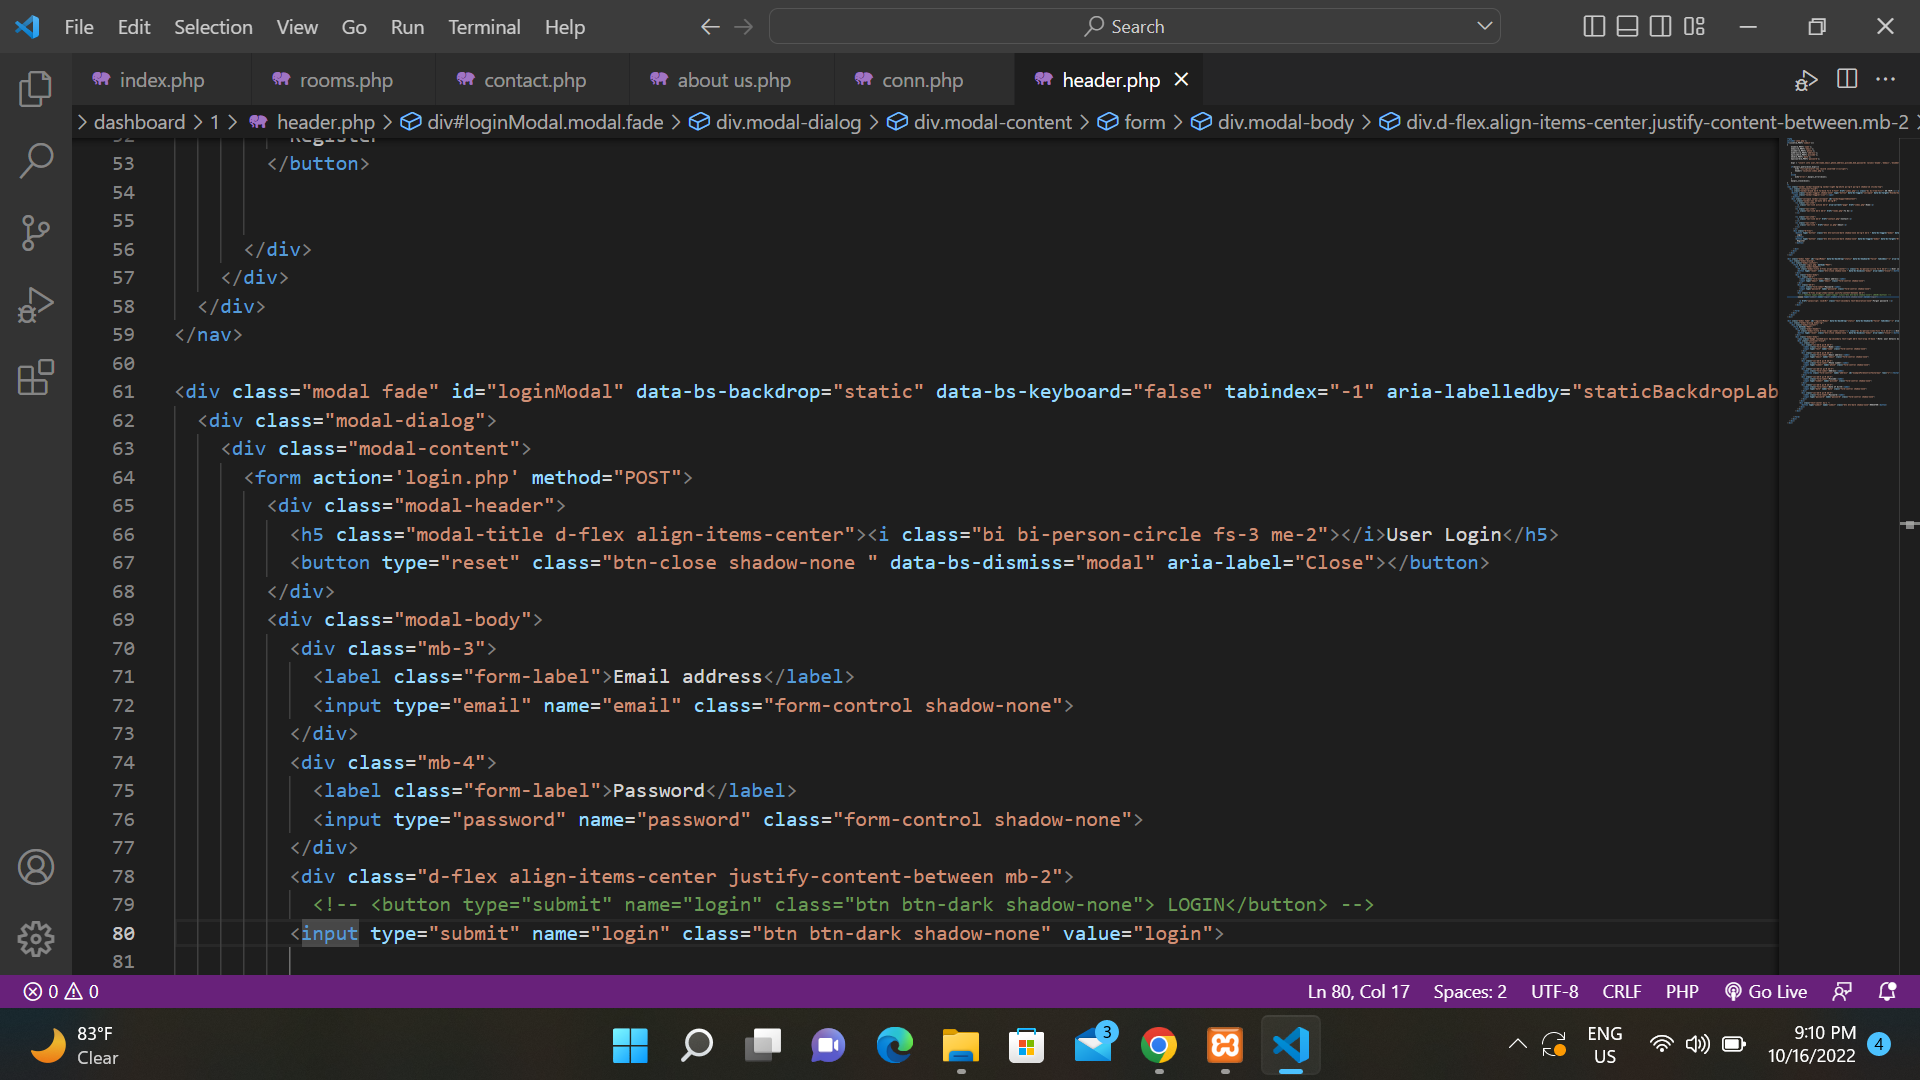 File Edit Selection View Go Run Terminal Help Search
index.php rooms.php contact.php about us.php conn.php header.php
dashboard > 1 > header.php > div#loginModal.modal.fade > div.modal-dialog > div.modal-content > form > div.modal-body > div.d-flex.align-items-center.justify-content-between.mb-2 >
52 Register
53 </button>
54
55
56 </div>
57 </div>
58 </div>
59 </nav>
60
61 <div class="modal fade" id="loginModal" data-bs-backdrop="static" data-bs-keyboard="false" tabindex="-1" aria-labelledby="staticBackdropLab
62 <div class="modal-dialog">
63 <div class="modal-content">
64 <form action='login.php' method="POST">
65 <div class="modal-header">
66 <h5 class="modal-title d-flex align-items-center"><i class="bi bi-person-circle fs-3 me-2"></i>User Login</h5>
67 <button type="reset" class="btn-close shadow-none " data-bs-dismiss="modal" aria-label="Close"></button>
68 </div>
69 <div class="modal-body">
70 <div class="mb-3">
71 <label class="form-label">Email address</label>
72 <input type="email" name="email" class="form-control shadow-none">
73 </div>
74 <div class="mb-4">
75 <label class="form-label">Password</label>
76 <input type="password" name="password" class="form-control shadow-none">
77 </div>
78 <div class="d-flex align-items-center justify-content-between mb-2">
79 <!-- <button type="submit" name="login" class="btn btn-dark shadow-none"> LOGIN</button> -->
80 <input type="submit" name="login" class="btn btn-dark shadow-none" value="login">
81
0 0 Ln 80, Col 17 Spaces: 2 UTF-8 CRLF PHP Go Live
83°F
Clear
3
ENG
US
9:10 PM
10/16/2022
4